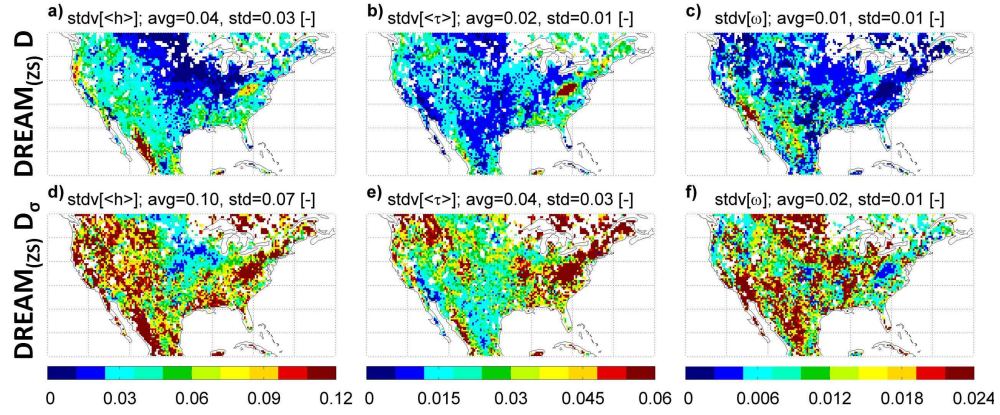 a) stdv[<h>]; avg=0.04, std=0.03 [-]
b) stdv[<τ>]; avg=0.02, std=0.01 [-]
c) stdv[ω]; avg=0.01, std=0.01 [-]
DREAM(ZS) D
d) stdv[<h>]; avg=0.10, std=0.07 [-]
e) stdv[<τ>]; avg=0.04, std=0.03 [-]
f) stdv[ω]; avg=0.02, std=0.01 [-]
DREAM(ZS) Dσ
0 0.03 0.06 0.09 0.12
0 0.015 0.03 0.045 0.06
0 0.006 0.012 0.018 0.024